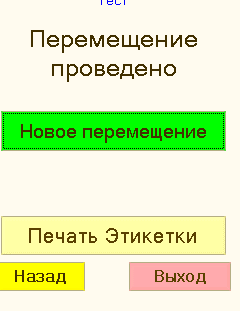 Тест
Перемещение
проведено
Новое перемещение
Печать Этикетки
Назад
Выход